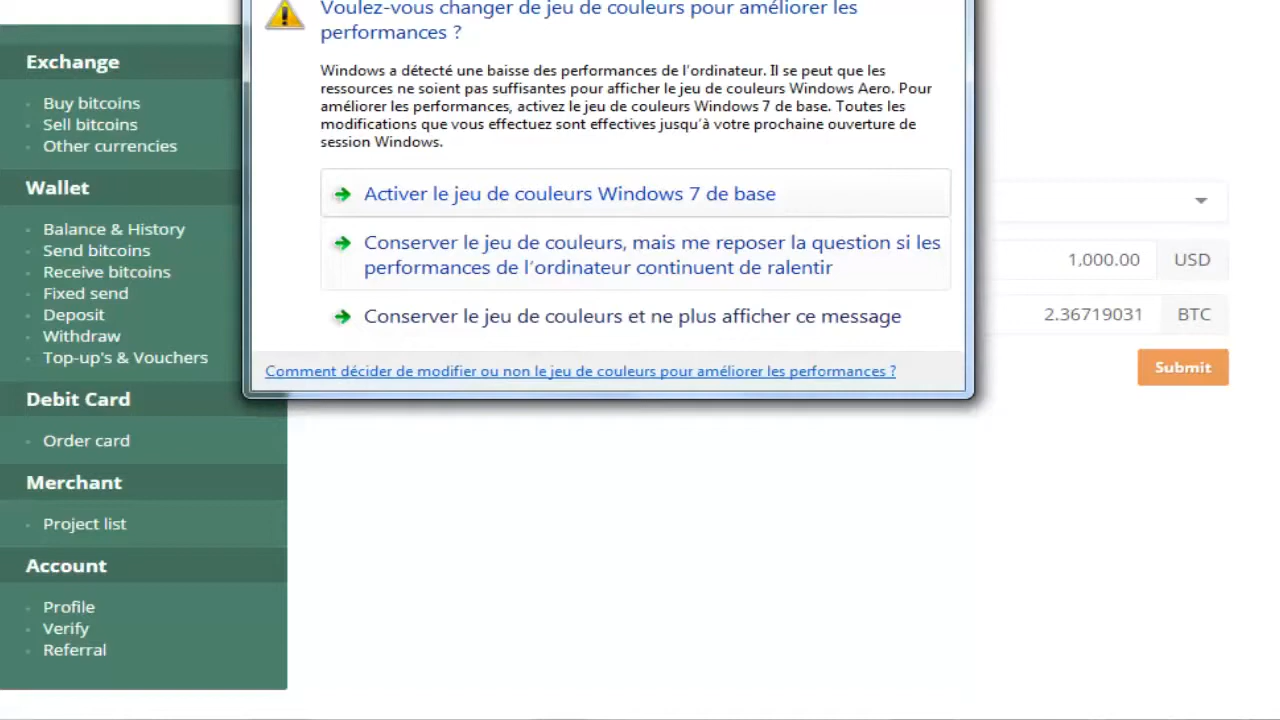 Exchange
Buy bitcoins
Sell bitcoins
Other currencies
Wallet
Balance & History
Send bitcoins
Receive bitcoins
Fixed send
Deposit
Withdraw
Top-up's & Vouchers
Debit Card
Order card
Merchant
Project list
Account
Profile
Verify
Referral
Voulez-vous changer de jeu de couleurs pour améliorer les
performances ?
Windows a détecté une baisse des performances de l'ordinateur. Il se peut que les
ressources ne soient pas suffisantes pour afficher le jeu de couleurs Windows Aero. Pour
améliorer les performances, activez le jeu de couleurs Windows 7 de base. Toutes les
modifications que vous effectuez sont effectives jusqu'à votre prochaine ouverture de
session Windows.
Activer le jeu de couleurs Windows 7 de base
Conserver le jeu de couleurs, mais me reposer la question si les
performances de l'ordinateur continuent de ralentir
Conserver le jeu de couleurs et ne plus afficher ce message
Comment décider de modifier ou non le jeu de couleurs pour améliorer les performances ?
1,000.00 USD
2.36719031 BTC
Submit